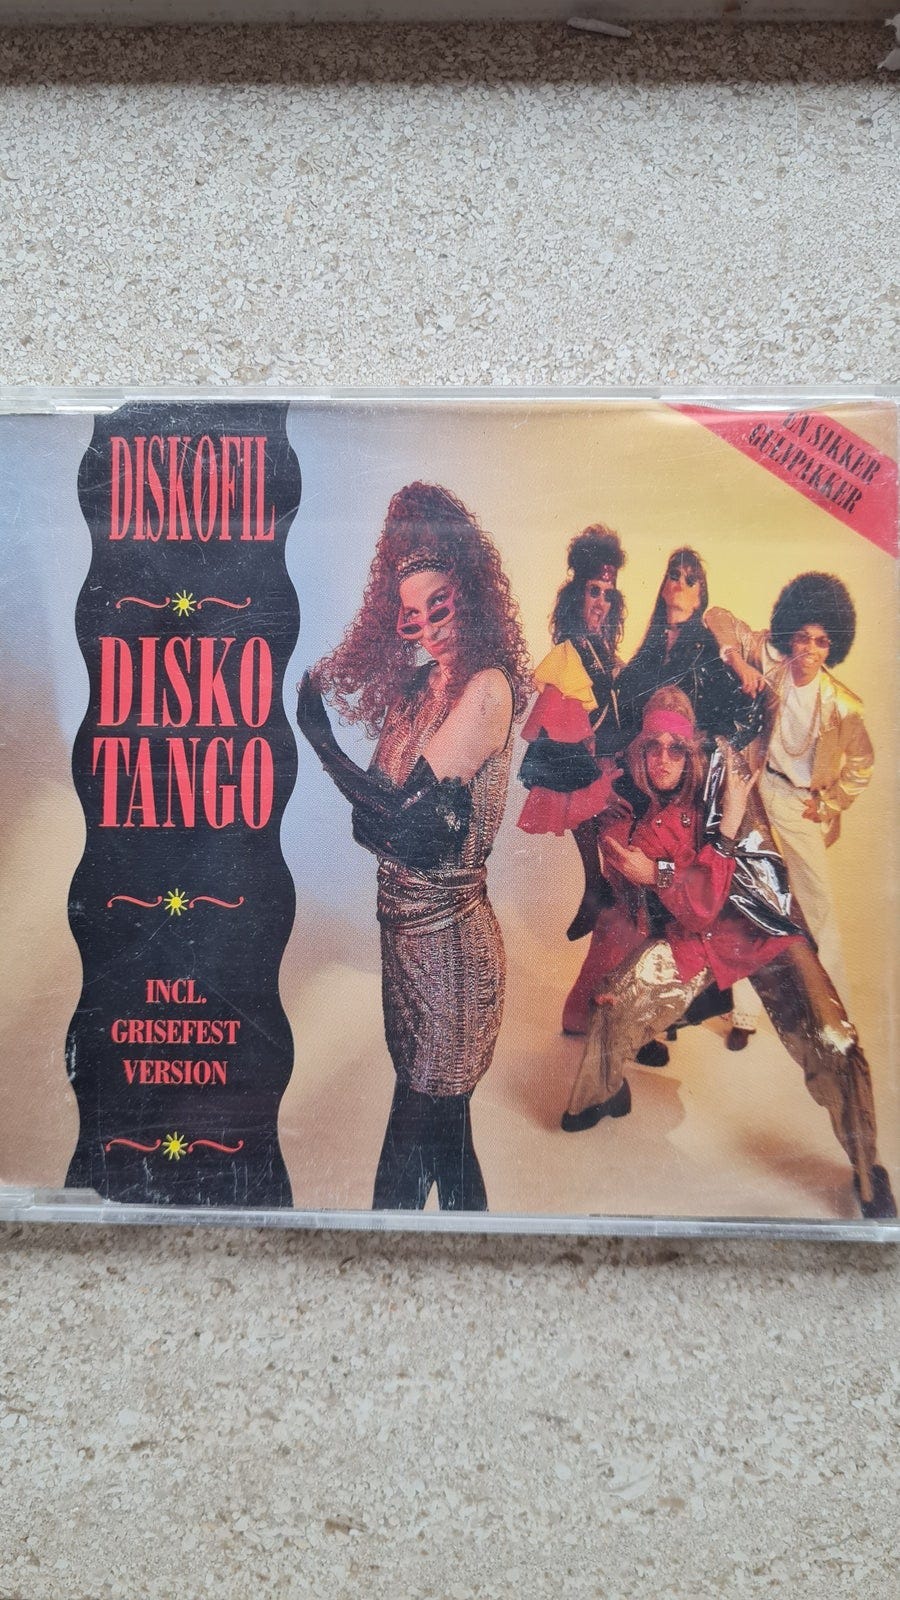 DISKOFIL
DISKO
TANGO
INCL.
GRISEFEST
VERSION
EN SIKKER
GULVPAKKER